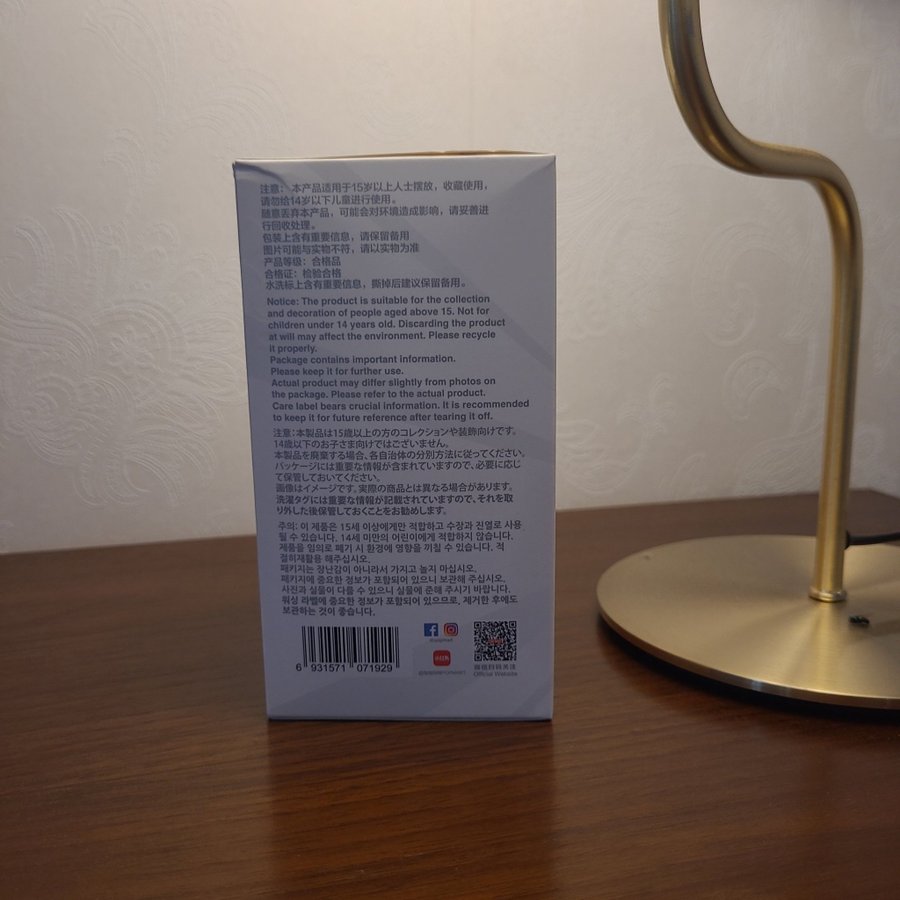 注意：本产品适用于15岁以上人士摆放，收藏使用。
请勿给14岁以下儿童进行使用。
随意丢弃本产品，可能会对环境造成影响，请妥善进
行回收处理。
包装上含有重要信息，请保留备用
图片可能与实物不符，请以实物为准
产品等级：合格品
合格证：检验合格
水洗标上含有重要信息，撕掉后建议保留备用。
Notice: The product is suitable for the collection
and decoration of people aged above 15. Not for
children under 14 years old. Discarding the product
at will may affect the environment. Please recycle
it properly.
Package contains important information.
Please keep it for further use.
Actual product may differ slightly from photos on
the package. Please refer to the actual product.
Care label bears crucial information. It is recommended
to keep it for future reference after tearing it off.
注意：本製品は15歳以上の方のコレクションや装飾向けです。
14歳以下のお子さま向けではございません。
本製品を廃棄する場合、各自治体の分別方法に従ってください。
パッケージには重要な情報が含まれていますので、必要に応じ
て保管しておいてください。
画像はイメージです。実際の商品とは異なる場合があります。
洗濯タグには重要な情報が記載されていますので、それを取
り外した後保管しておくことをお勧めします。
주의: 이 제품은 15세 이상에게만 적합하고 수장과 진열로 사용
될 수 있습니다. 14세 미만의 어린이에게 적합하지 않습니다.
제품을 임의로 폐기 시 환경에 영향을 끼칠 수 있습니다. 적
절히재활용 해주십시오.
패키지는 장난감이 아니라서 가지고 놀지 마십시오.
패키지에 중요한 정보가 포함되어 있으니 보관해 주십시오.
사진과 실물이 다를 수 있으니 실물에 준해 주시기 바랍니다.
워싱 라벨에 중요한 정보가 포함되어 있으므로, 제거한 후에도
보관하는 것이 좋습니다.
6 931571 071929
小红书
微信扫码关注
Official Website